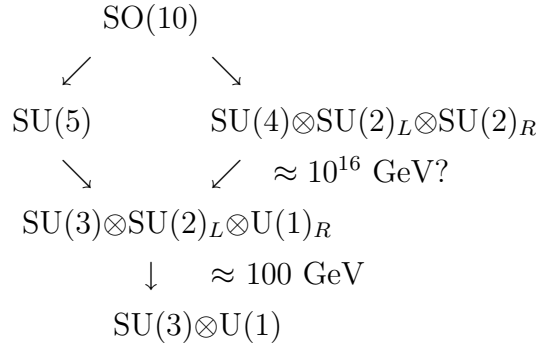 SO(10)
↙ ↘
SU(5) SU(4)⊗SU(2)_L⊗SU(2)_R
↘ ↙ ≈ 10^16 GeV?
SU(3)⊗SU(2)_L⊗U(1)_R
↓ ≈ 100 GeV
SU(3)⊗U(1)